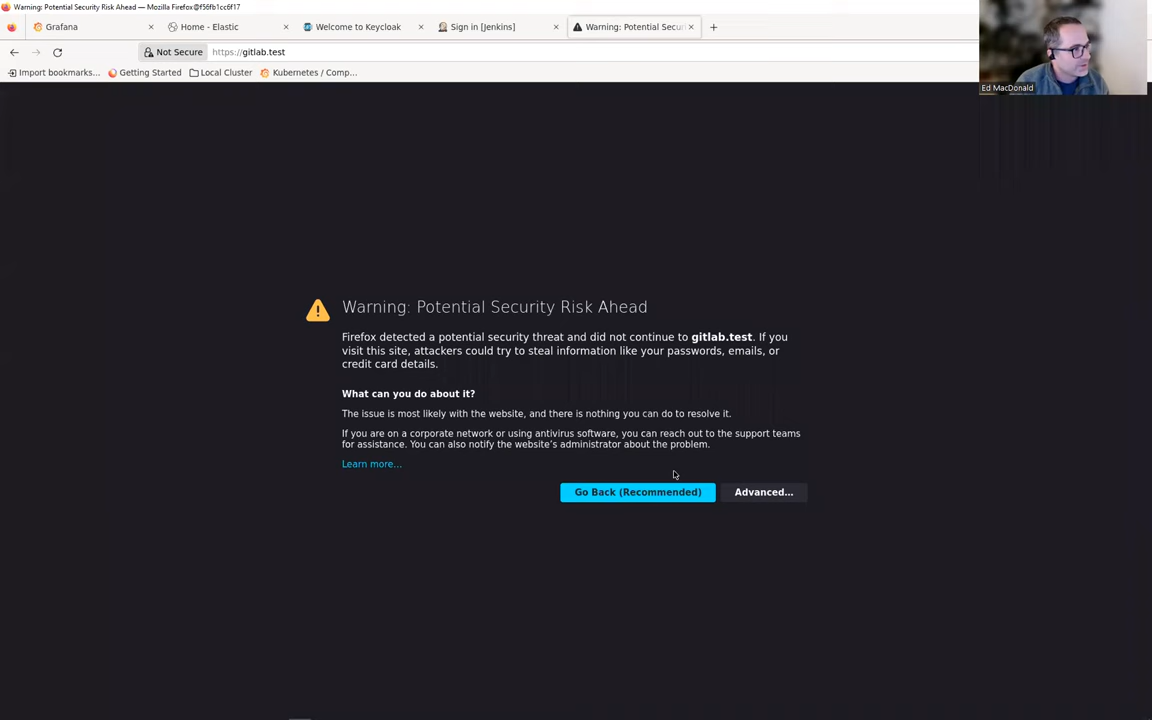 Warning: Potential Security Risk Ahead — Mozilla Firefox@f56fb1cc6f17
Grafana
Home - Elastic
Welcome to Keycloak
Sign in [Jenkins]
Warning: Potential Secur
Not Secure
https://gitlab.test
Import bookmarks...
Getting Started
Local Cluster
Kubernetes / Comp...
Ed MacDonald
Warning: Potential Security Risk Ahead
Firefox detected a potential security threat and did not continue to gitlab.test. If you
visit this site, attackers could try to steal information like your passwords, emails, or
credit card details.
What can you do about it?
The issue is most likely with the website, and there is nothing you can do to resolve it.
If you are on a corporate network or using antivirus software, you can reach out to the support teams
for assistance. You can also notify the website’s administrator about the problem.
Learn more...
Go Back (Recommended)
Advanced...